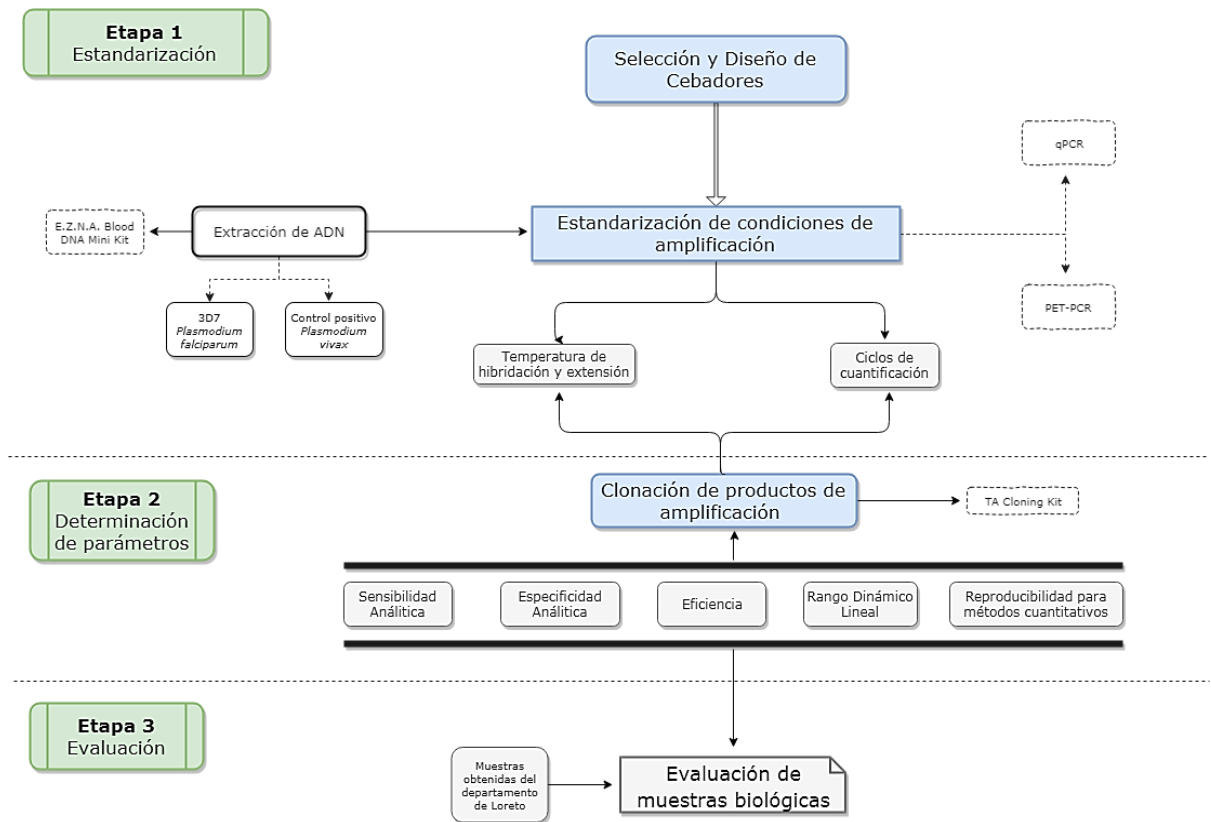 Etapa 1
Estandarización
Selección y Diseño de
Cebadores
qPCR
E.Z.N.A. Blood
DNA Mini Kit
Extracción de ADN
Estandarización de condiciones de
amplificación
3D7
Plasmodium
falciparum
Control positivo
Plasmodium
vivax
PET-PCR
Temperatura de
hibridación y extensión
Ciclos de
cuantificación
Etapa 2
Determinación
de parámetros
Clonación de productos de
amplificación
TA Cloning Kit
Sensibilidad
Análitica
Especificidad
Análitica
Eficiencia
Rango Dinámico
Lineal
Reproducibilidad para
métodos cuantitativos
Etapa 3
Evaluación
Muestras
obtenidas del
departamento
de Loreto
Evaluación de
muestras biológicas